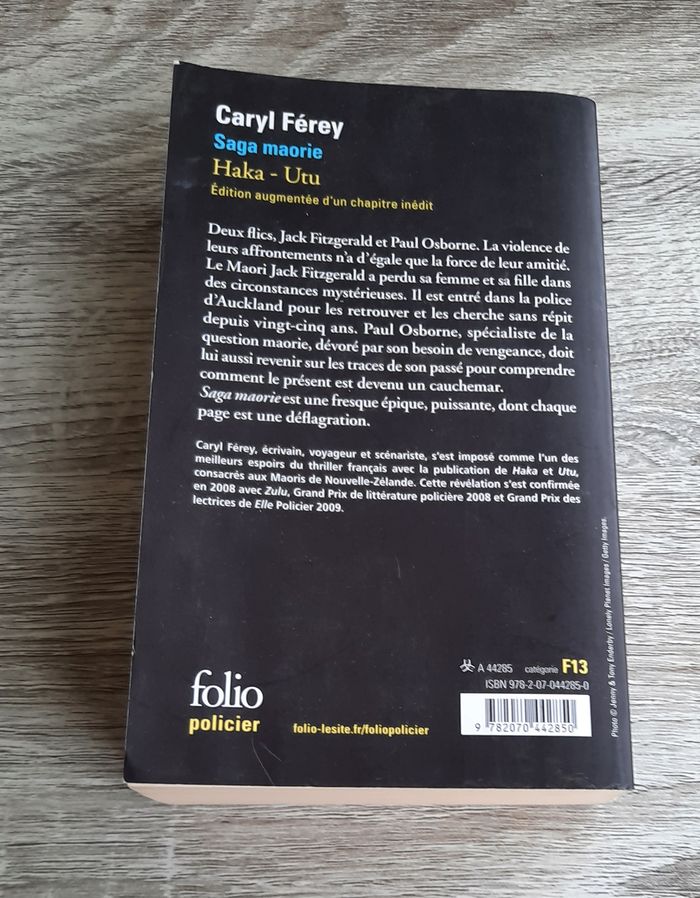 Caryl Férey
Saga maorie
Haka - Utu
Édition augmentée d'un chapitre inédit
Deux flics, Jack Fitzgerald et Paul Osborne. La violence de
leurs affrontements n'a d'égale que la force de leur amitié.
Le Maori Jack Fitzgerald a perdu sa femme et sa fille dans
des circonstances mystérieuses. Il est entré dans la police
d'Auckland pour les retrouver et les cherche sans répit
depuis vingt-cinq ans. Paul Osborne, spécialiste de la
question maorie, dévoré par son besoin de vengeance, doit
lui aussi revenir sur les traces de son passé pour comprendre
comment le présent est devenu un cauchemar.
Saga maorie est une fresque épique, puissante, dont chaque
page est une déflagration.
Caryl Férey, écrivain, voyageur et scénariste, s'est imposé comme l'un des
meilleurs espoirs du thriller français avec la publication de Haka et Utu,
consacrés aux Maoris de Nouvelle-Zélande. Cette révélation s'est confirmée
en 2008 avec Zulu, Grand Prix de littérature policière 2008 et Grand Prix des
lectrices de Elle Policier 2009.
Photo © Jenny & Tony Enderby / Lonely Planet Images / Getty Images.
A 44285 catégorie F13
ISBN 978-2-07-044285-0
9 782070 442850
folio
policier
folio-lesite.fr/foliopolicier